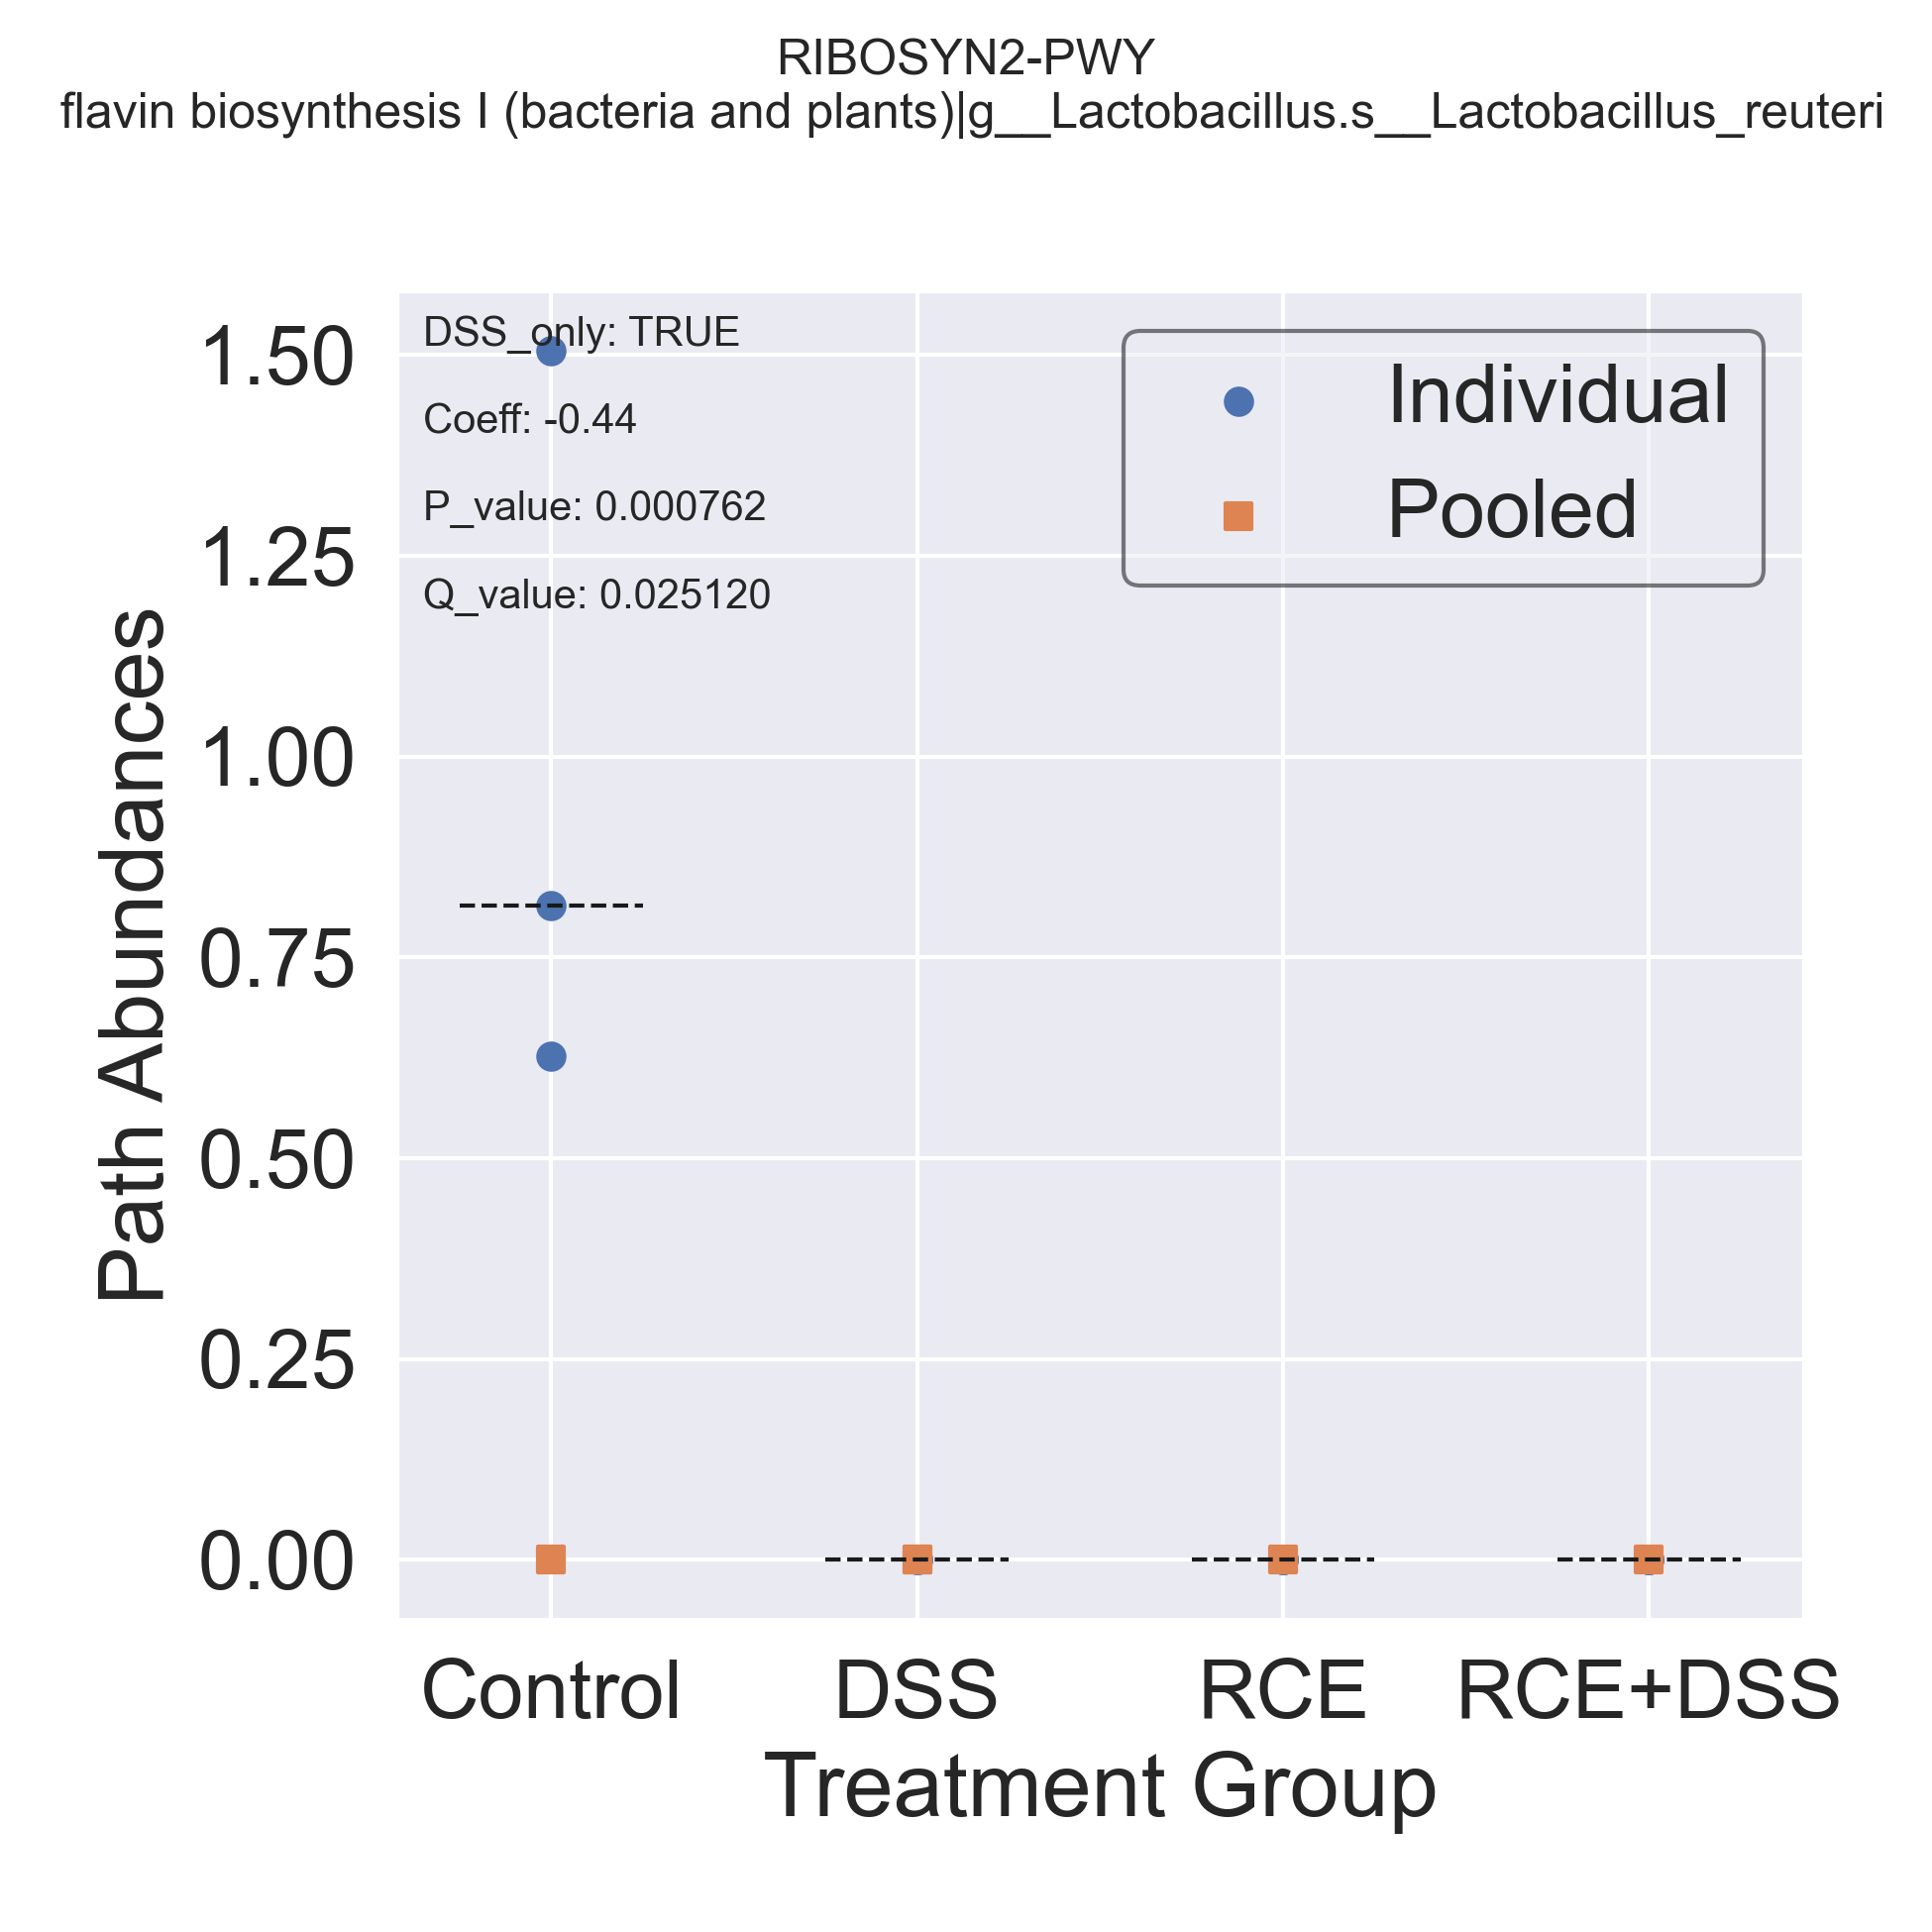 RIBOSYN2-PWY
flavin biosynthesis I (bacteria and plants)|g__Lactobacillus.s__Lactobacillus_reuteri
DSS_only: TRUE
Coeff: -0.44
P_value: 0.000762
Q_value: 0.025120
Individual
Pooled
Path Abundances
1.50
1.25
1.00
0.75
0.50
0.25
0.00
Control
DSS
RCE
RCE+DSS
Treatment Group